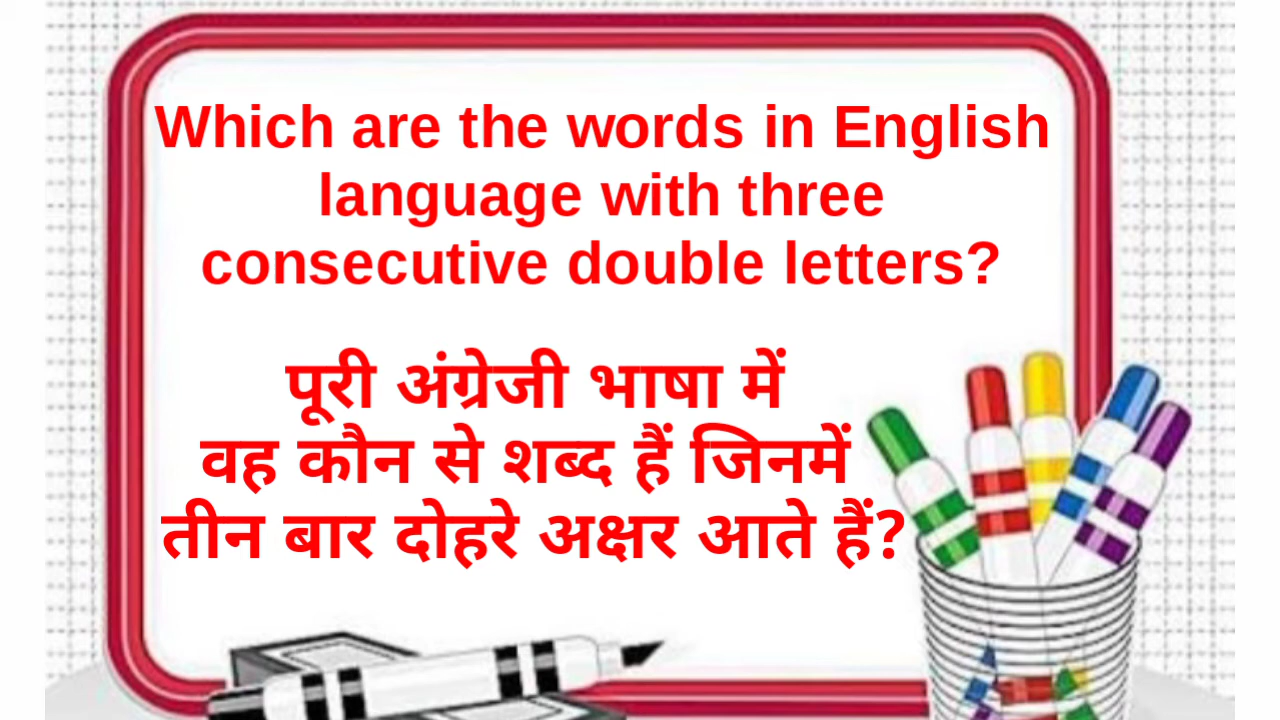 Which are the words in English
language with three
consecutive double letters?
पूरी अंग्रेजी भाषा में
वह कौन से शब्द हैं जिनमें
तीन बार दोहरे अक्षर आते हैं?